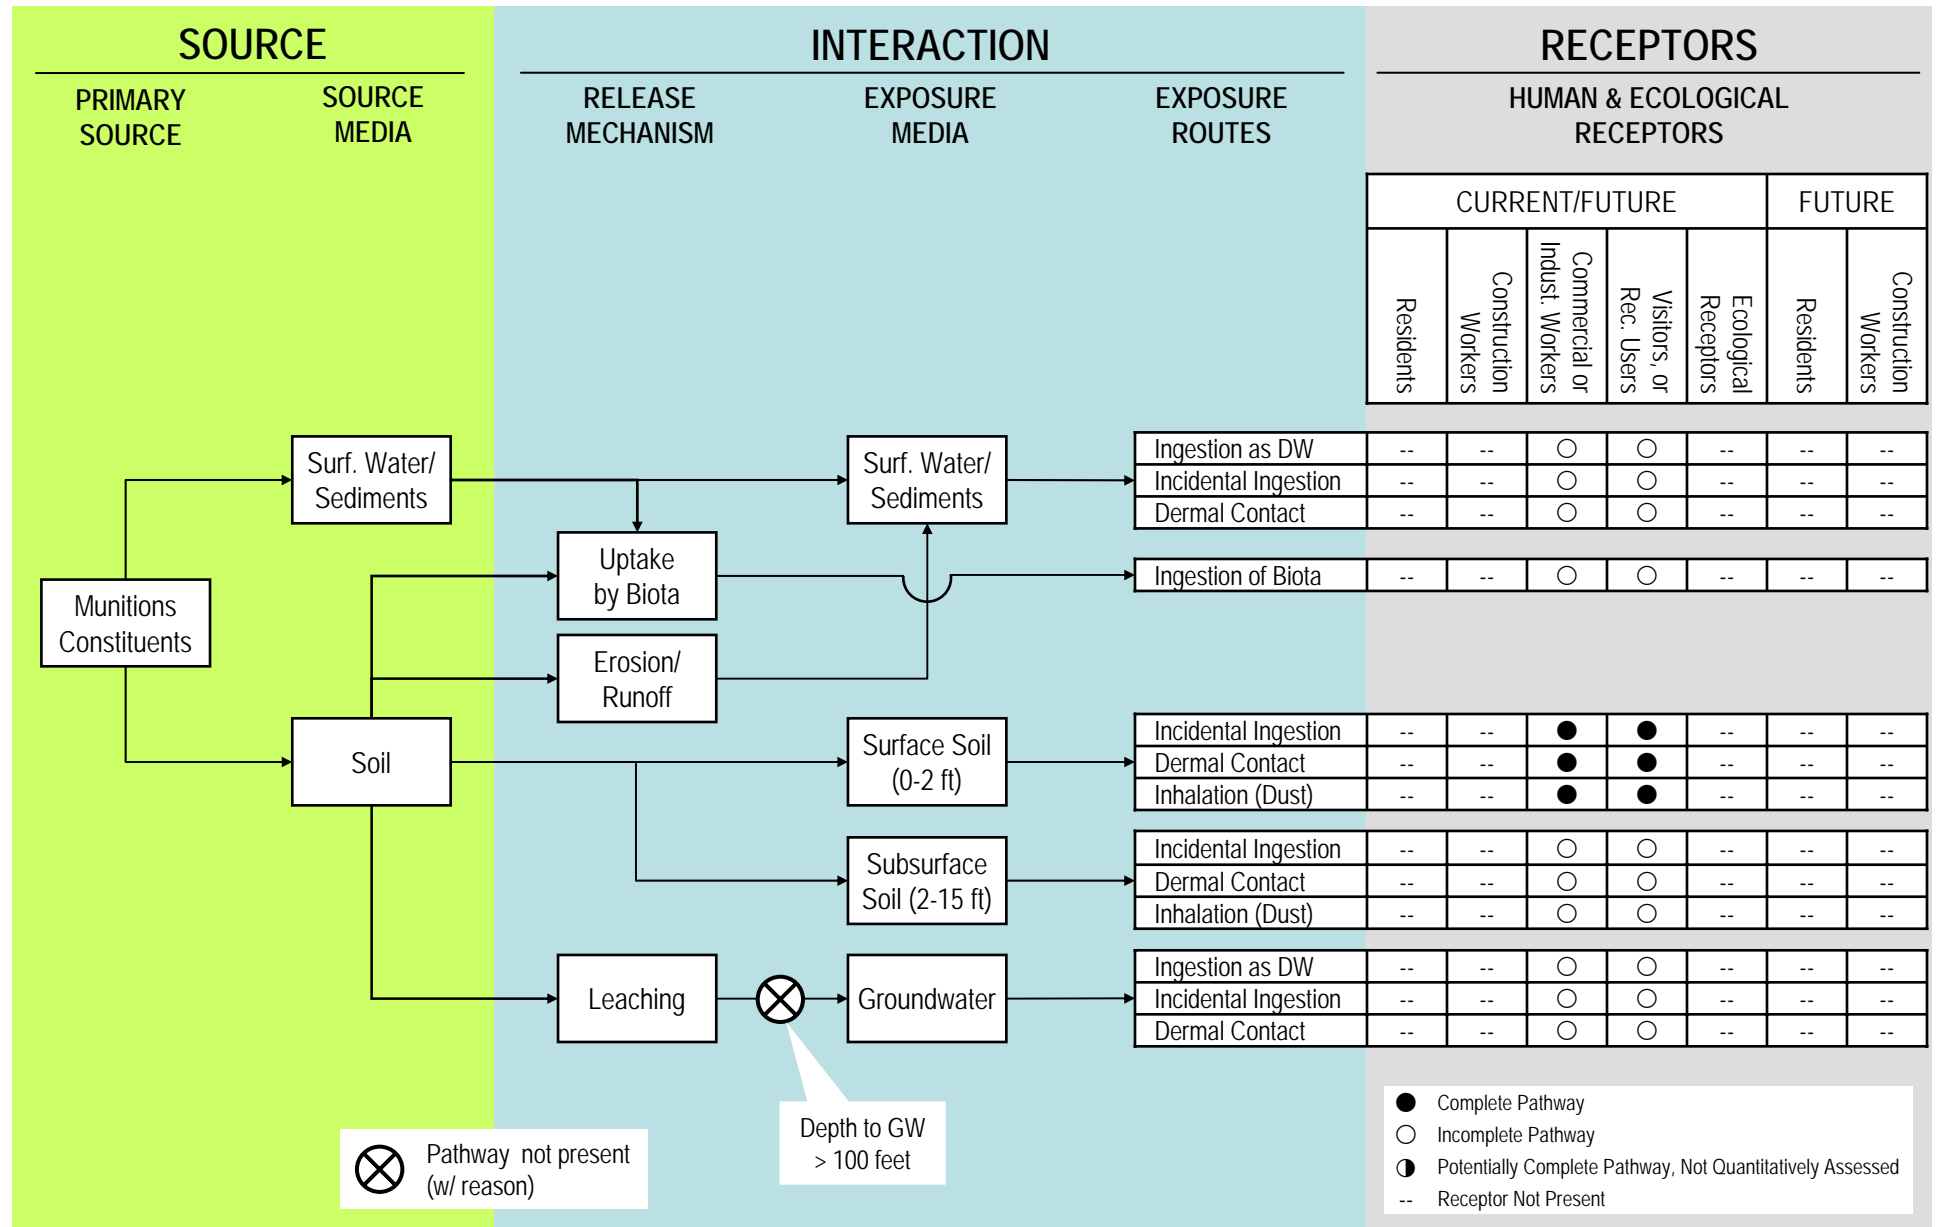 SOURCE
INTERACTION
RECEPTORS
PRIMARY
SOURCE
SOURCE
MEDIA
RELEASE
MECHANISM
EXPOSURE
MEDIA
EXPOSURE
ROUTES
HUMAN & ECOLOGICAL
RECEPTORS
CURRENT/FUTURE
FUTURE
Residents
Construction
Workers
Commercial or
Indust. Workers
Visitors, or
Rec. Users
Ecological
Receptors
Residents
Construction
Workers
Munitions
Constituents
Surf. Water/
Sediments
Soil
Uptake
by Biota
Erosion/
Runoff
Leaching
Surf. Water/
Sediments
Surface Soil
(0-2 ft)
Subsurface
Soil (2-15 ft)
Groundwater
Ingestion as DW -- -- ○ ○ -- -- --
Incidental Ingestion -- -- ○ ○ -- -- --
Dermal Contact -- -- ○ ○ -- -- --
Ingestion of Biota -- -- ○ ○ -- -- --
Incidental Ingestion -- -- ● ● -- -- --
Dermal Contact -- -- ● ● -- -- --
Inhalation (Dust) -- -- ● ● -- -- --
Incidental Ingestion -- -- ○ ○ -- -- --
Dermal Contact -- -- ○ ○ -- -- --
Inhalation (Dust) -- -- ○ ○ -- -- --
Ingestion as DW -- -- ○ ○ -- -- --
Incidental Ingestion -- -- ○ ○ -- -- --
Dermal Contact -- -- ○ ○ -- -- --
Depth to GW
> 100 feet
Pathway not present
(w/ reason)
● Complete Pathway
○ Incomplete Pathway
◑ Potentially Complete Pathway, Not Quantitatively Assessed
-- Receptor Not Present